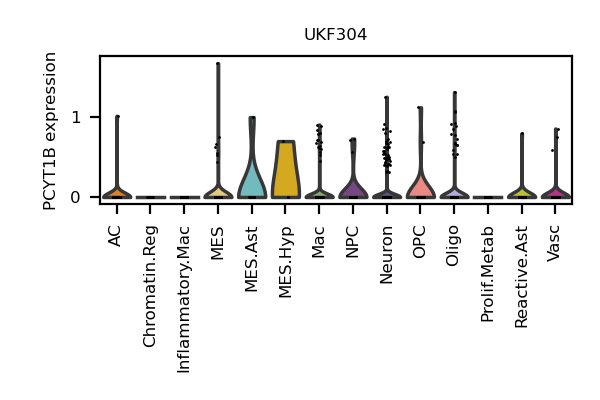 UKF304
PCYT1B expression
1
0
AC
Chromatin.Reg
Inflammatory.Mac
MES
MES.Ast
MES.Hyp
Mac
NPC
Neuron
OPC
Oligo
Prolif.Metab
Reactive.Ast
Vasc